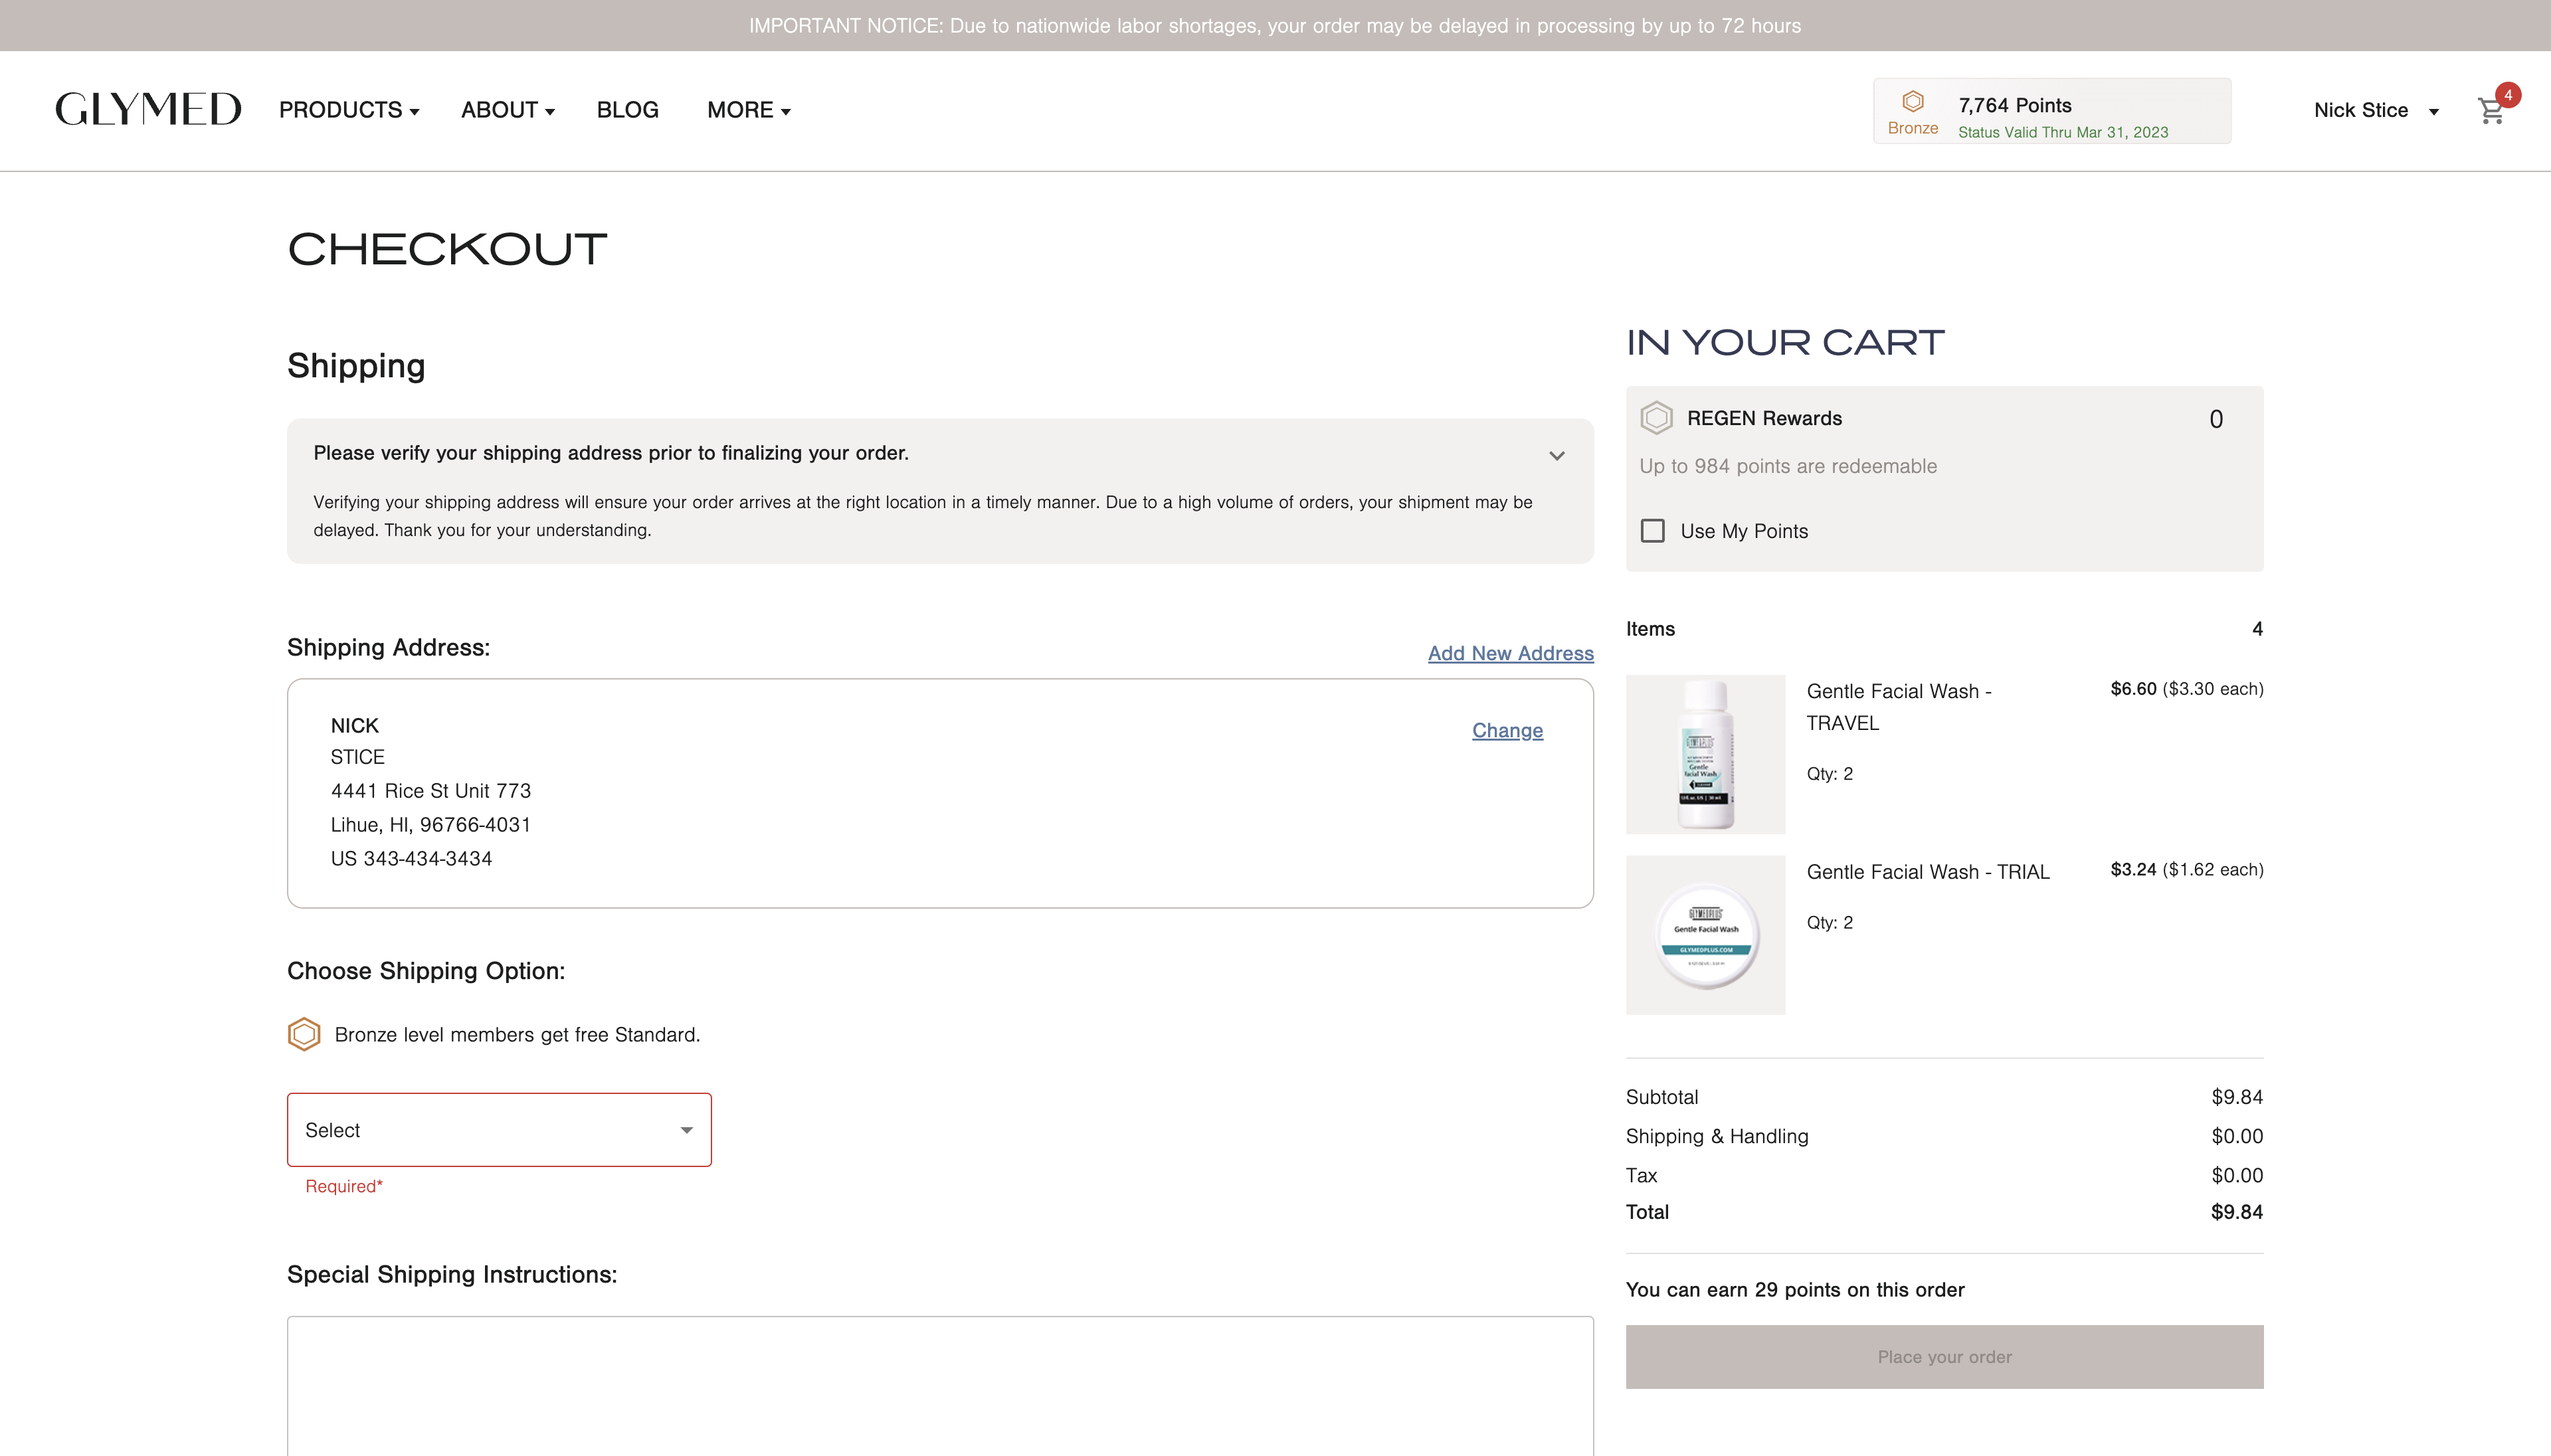 IMPORTANT NOTICE: Due to nationwide labor shortages, your order may be delayed in processing by up to 72 hours
GLYMED
PRODUCTS
ABOUT
BLOG
MORE
Bronze
7,764 Points
Status Valid Thru Mar 31, 2023
Nick Stice
4
CHECKOUT
Shipping
Please verify your shipping address prior to finalizing your order.
Verifying your shipping address will ensure your order arrives at the right location in a timely manner. Due to a high volume of orders, your shipment may be
delayed. Thank you for your understanding.
Shipping Address:
Add New Address
NICK
Change
STICE
4441 Rice St Unit 773
Lihue, HI, 96766-4031
US 343-434-3434
Choose Shipping Option:
Bronze level members get free Standard.
Select
Required*
Special Shipping Instructions:
IN YOUR CART
REGEN Rewards
0
Up to 984 points are redeemable
Use My Points
Items
4
Gentle
Facial Wash
Gentle Facial Wash -
TRAVEL
$6.60 ($3.30 each)
Qty: 2
GLYMEDPLUS
Gentle Facial Wash
GLYMEDPLUS.COM
Gentle Facial Wash - TRIAL
$3.24 ($1.62 each)
Qty: 2
Subtotal
$9.84
Shipping & Handling
$0.00
Tax
$0.00
Total
$9.84
You can earn 29 points on this order
Place your order